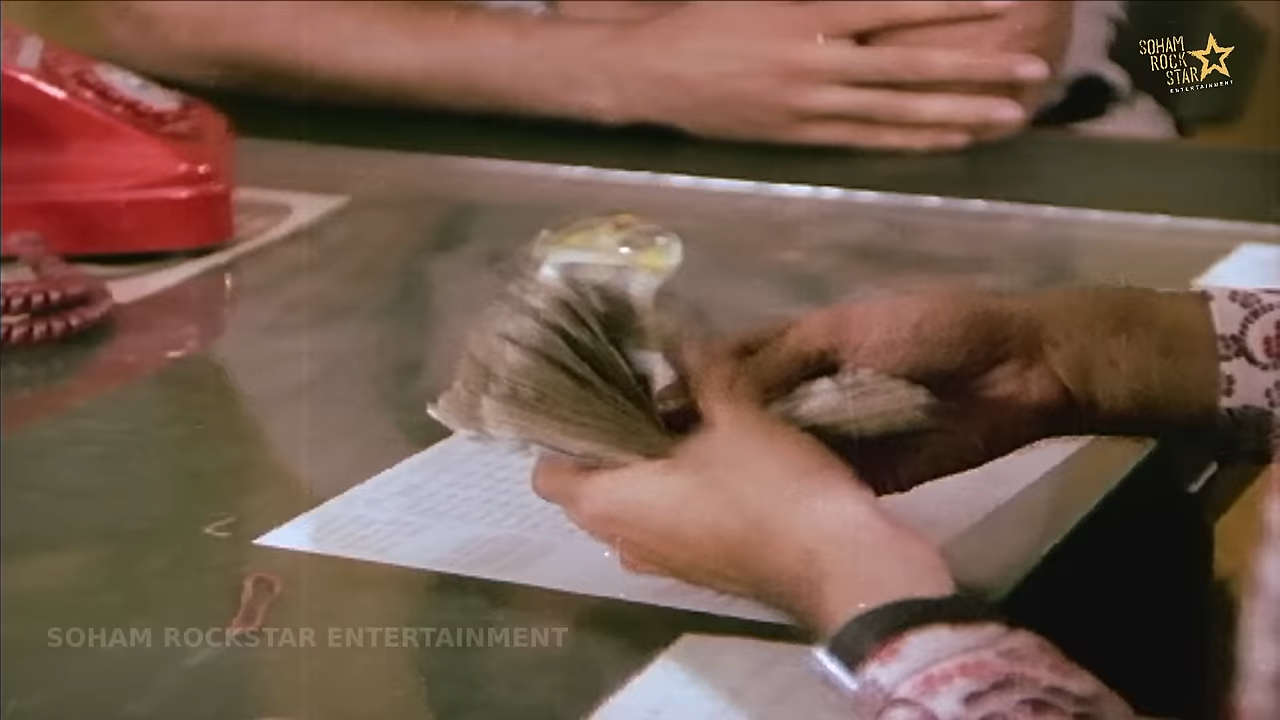 SOHAM
ROCK
STAR
ENTERTAINMENT
SOHAM ROCKSTAR ENTERTAINMENT